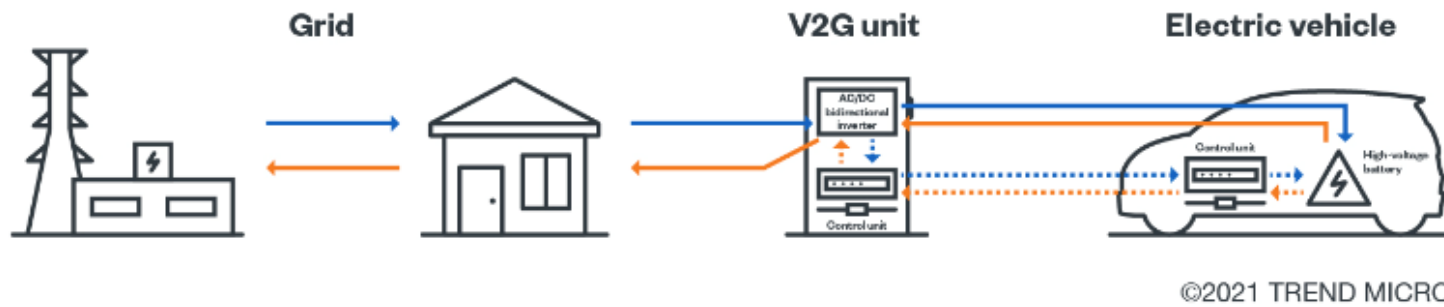 Grid
V2G unit
Electric vehicle
AC/DC
bidirectional
inverter
Control unit
Control unit
High-voltage
battery
©2021 TREND MICRO